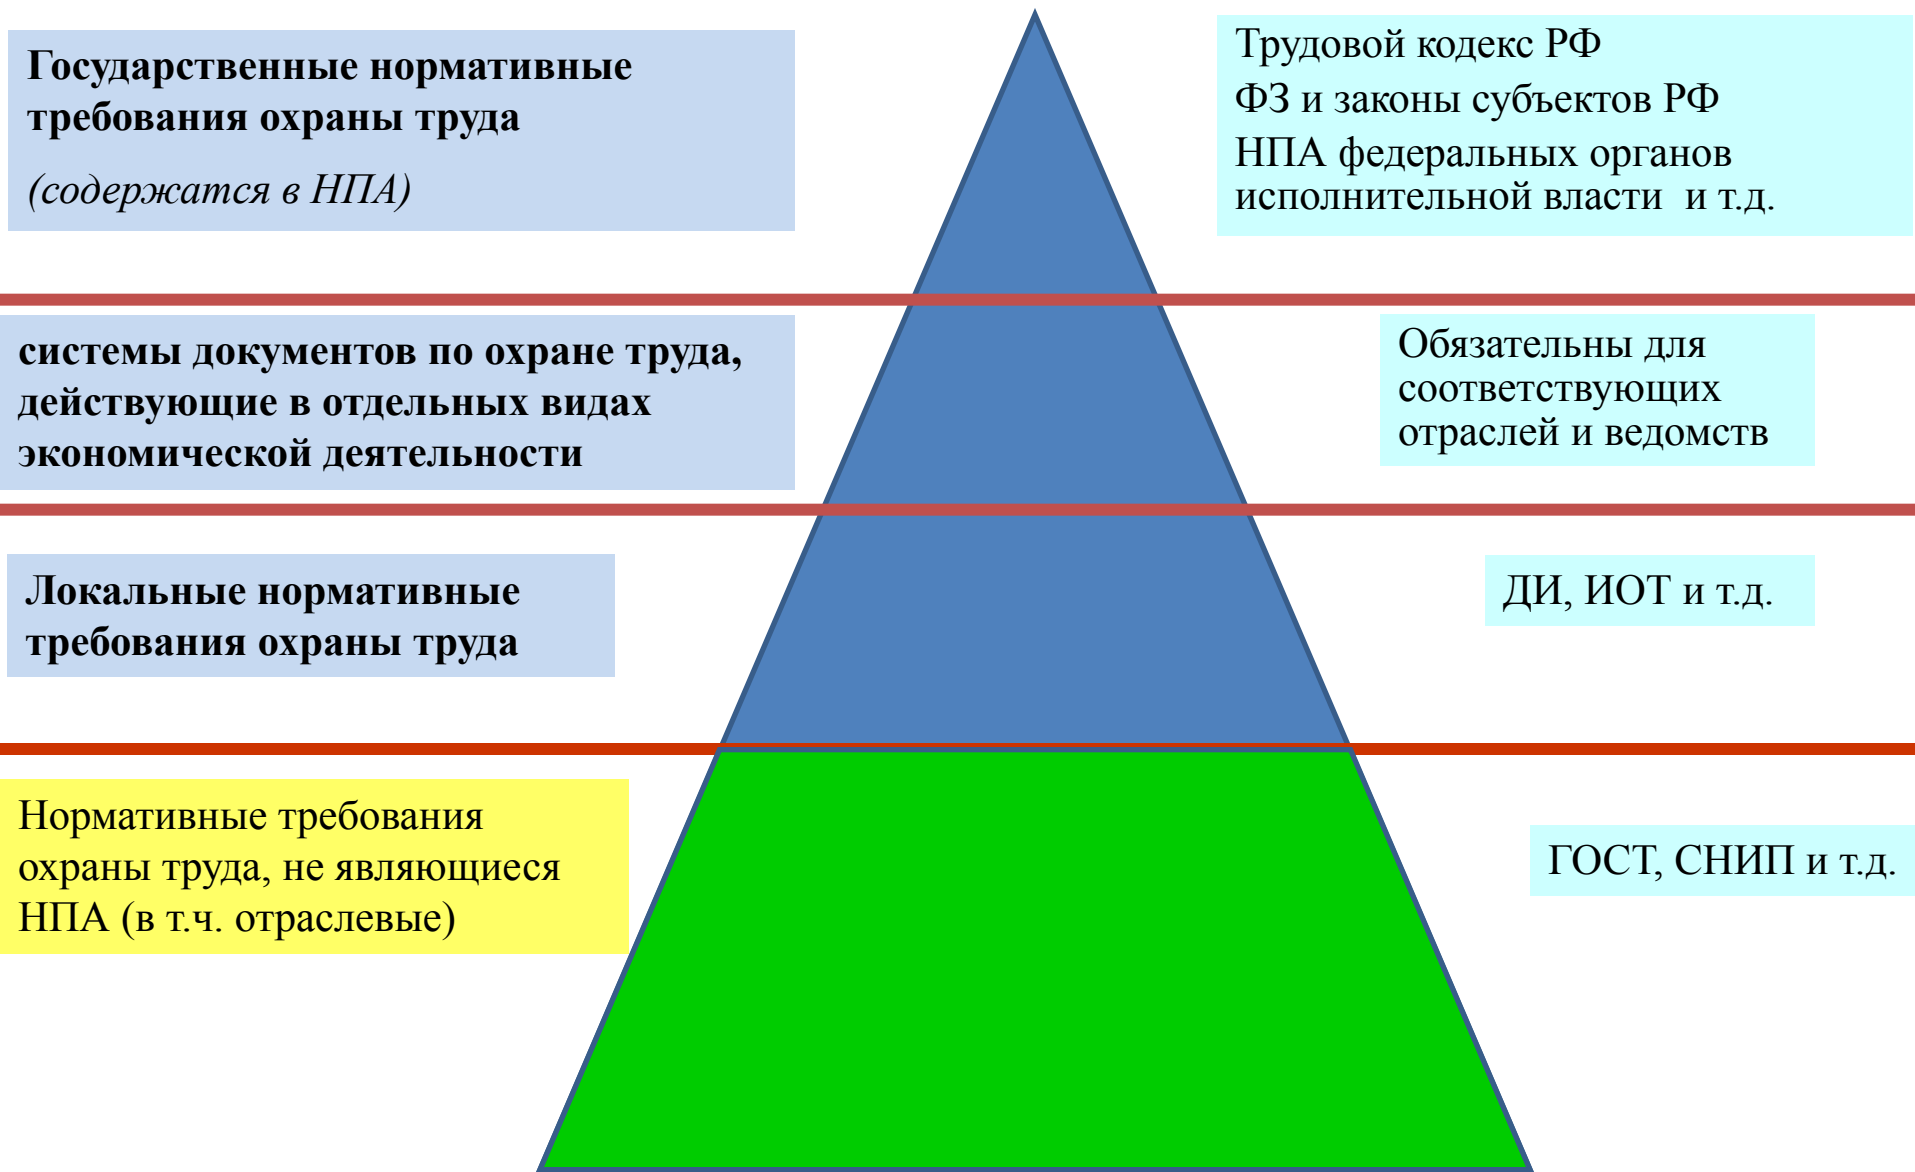 Государственные нормативные
требования охраны труда
(содержатся в НПА)
Трудовой кодекс РФ
ФЗ и законы субъектов РФ
НПА федеральных органов
исполнительной власти и т.д.
системы документов по охране труда,
действующие в отдельных видах
экономической деятельности
Обязательны для
соответствующих
отраслей и ведомств
Локальные нормативные
требования охраны труда
ДИ, ИОТ и т.д.
Нормативные требования
охраны труда, не являющиеся
НПА (в т.ч. отраслевые)
ГОСТ, СНИП и т.д.